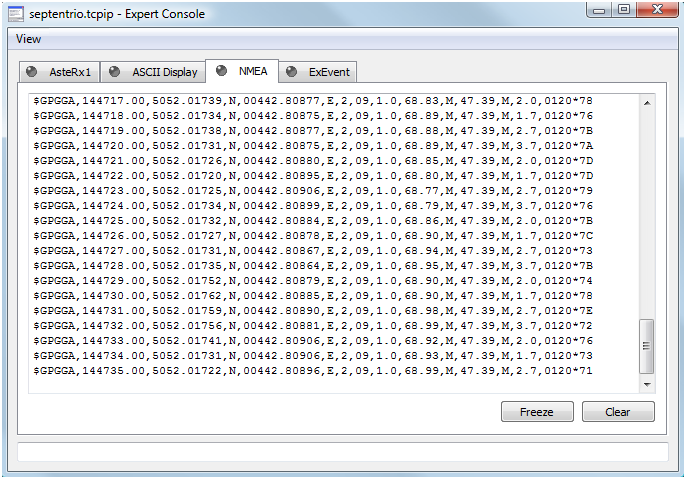 septentrio.tcpip - Expert Console
View
AsteRx1 ASCII Display NMEA ExEvent
$GPGGA,144717.00,5052.01739,N,00442.80877,E,2,09,1.0,68.83,M,47.39,M,2.0,0120*78
$GPGGA,144718.00,5052.01734,N,00442.80875,E,2,09,1.0,68.89,M,47.39,M,1.7,0120*76
$GPGGA,144719.00,5052.01738,N,00442.80877,E,2,09,1.0,68.88,M,47.39,M,2.7,0120*7B
$GPGGA,144720.00,5052.01731,N,00442.80875,E,2,09,1.0,68.89,M,47.39,M,3.7,0120*7A
$GPGGA,144721.00,5052.01726,N,00442.80880,E,2,09,1.0,68.85,M,47.39,M,2.0,0120*7D
$GPGGA,144722.00,5052.01720,N,00442.80895,E,2,09,1.0,68.80,M,47.39,M,1.7,0120*7D
$GPGGA,144723.00,5052.01725,N,00442.80906,E,2,09,1.0,68.77,M,47.39,M,2.7,0120*79
$GPGGA,144724.00,5052.01734,N,00442.80899,E,2,09,1.0,68.79,M,47.39,M,3.7,0120*76
$GPGGA,144725.00,5052.01732,N,00442.80884,E,2,09,1.0,68.86,M,47.39,M,2.0,0120*7B
$GPGGA,144726.00,5052.01727,N,00442.80878,E,2,09,1.0,68.90,M,47.39,M,1.7,0120*7C
$GPGGA,144727.00,5052.01731,N,00442.80867,E,2,09,1.0,68.94,M,47.39,M,2.7,0120*73
$GPGGA,144728.00,5052.01735,N,00442.80864,E,2,09,1.0,68.95,M,47.39,M,3.7,0120*7B
$GPGGA,144729.00,5052.01752,N,00442.80879,E,2,09,1.0,68.90,M,47.39,M,2.0,0120*74
$GPGGA,144730.00,5052.01762,N,00442.80885,E,2,09,1.0,68.90,M,47.39,M,1.7,0120*78
$GPGGA,144731.00,5052.01759,N,00442.80890,E,2,09,1.0,68.98,M,47.39,M,2.7,0120*7E
$GPGGA,144732.00,5052.01756,N,00442.80881,E,2,09,1.0,68.99,M,47.39,M,3.7,0120*72
$GPGGA,144733.00,5052.01741,N,00442.80906,E,2,09,1.0,68.92,M,47.39,M,2.0,0120*76
$GPGGA,144734.00,5052.01731,N,00442.80906,E,2,09,1.0,68.93,M,47.39,M,1.7,0120*73
$GPGGA,144735.00,5052.01722,N,00442.80896,E,2,09,1.0,68.99,M,47.39,M,2.7,0120*71
Freeze Clear